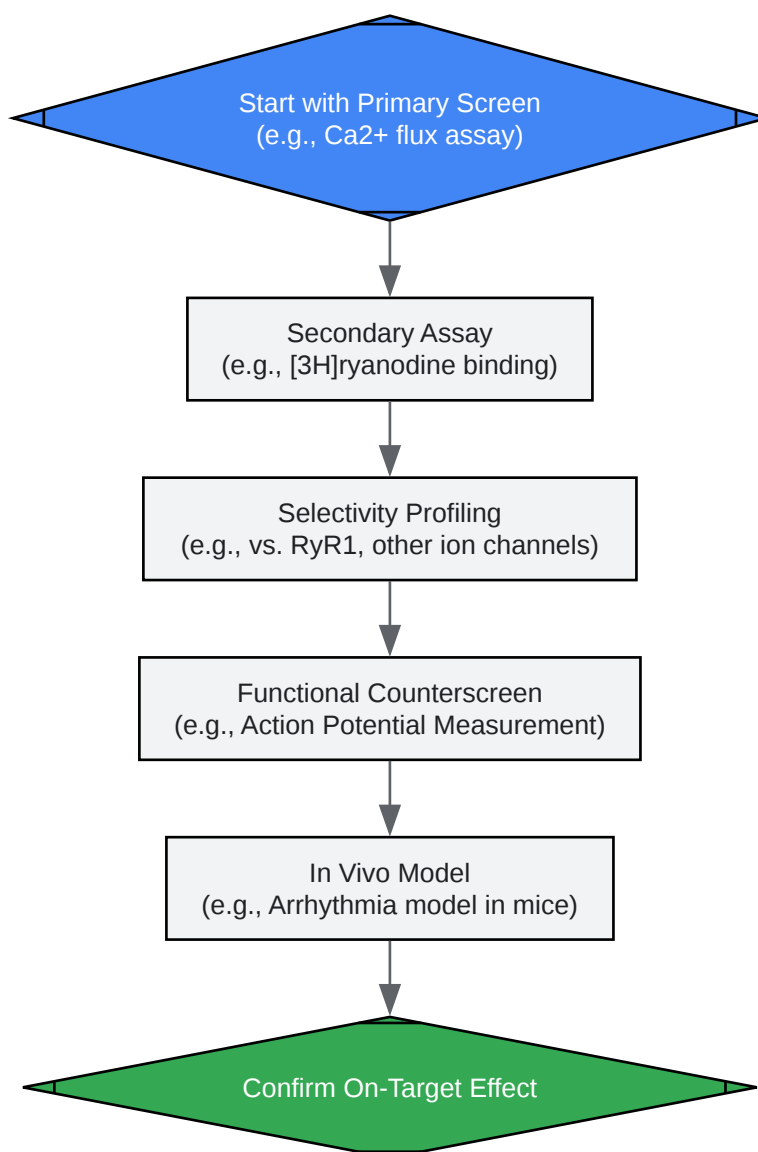 Start with Primary Screen
(e.g., Ca2+ flux assay)
Secondary Assay
(e.g., [3H]ryanodine binding)
Selectivity Profiling
(e.g., vs. RyR1, other ion channels)
Functional Counterscreen
(e.g., Action Potential Measurement)
In Vivo Model
(e.g., Arrhythmia model in mice)
Confirm On-Target Effect